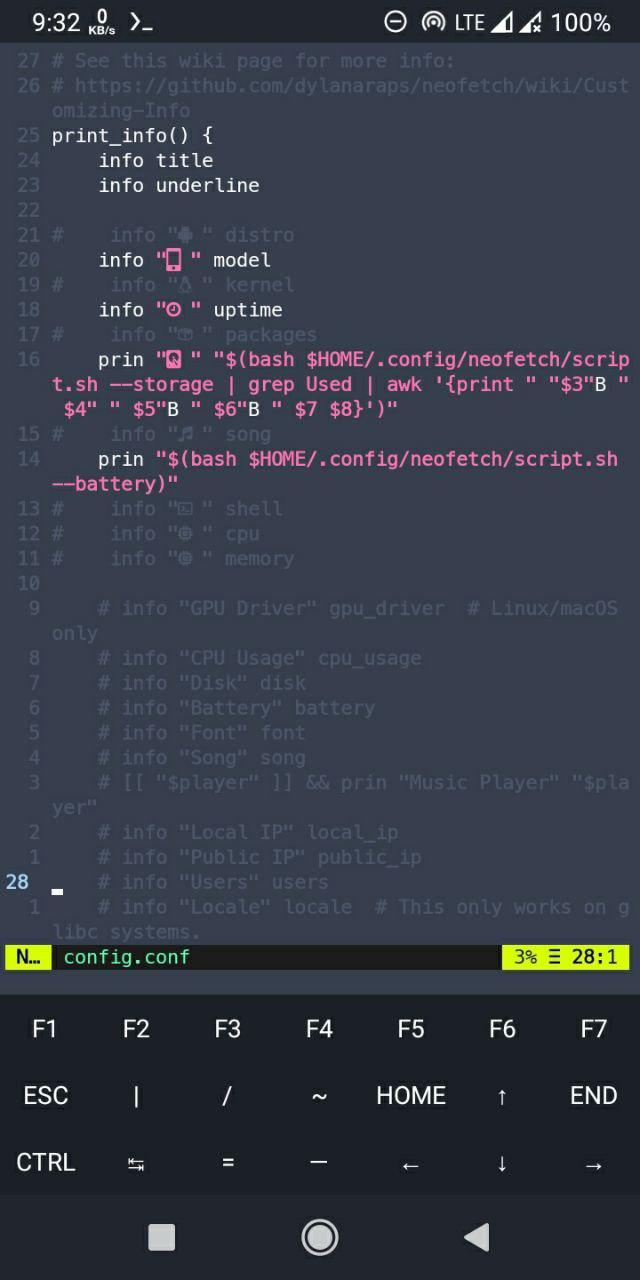 9:32 0 KB/s LTE 100%
27 # See this wiki page for more info:
26 # https://github.com/dylanaraps/neofetch/wiki/Cust
omizing-Info
25 print_info() {
24     info title
23     info underline
22
21 #    info " " distro
20     info " " model
19 #    info " " kernel
18     info " " uptime
17 #    info " " packages
16     prin " " "$(bash $HOME/.config/neofetch/scrip
t.sh --storage | grep Used | awk '{print " "$3"B "
 $4" " $5"B " $6"B " $7 $8}')"
15 #    info " " song
14     prin "$(bash $HOME/.config/neofetch/script.sh
--battery)"
13 #    info " " shell
12 #    info " " cpu
11 #    info " " memory
10
9     # info "GPU Driver" gpu_driver  # Linux/macOS
only
8     # info "CPU Usage" cpu_usage
7     # info "Disk" disk
6     # info "Battery" battery
5     # info "Font" font
4     # info "Song" song
3     # [[ "$player" ]] && prin "Music Player" "$pla
yer"
2     # info "Local IP" local_ip
1     # info "Public IP" public_ip
28     # info "Users" users
1     # info "Locale" locale  # This only works on g
libc systems.
N… config.conf 3% ☰ 28:1
F1 F2 F3 F4 F5 F6 F7
ESC | / ~ HOME ↑ END
CTRL ↹ = — ← ↓ →